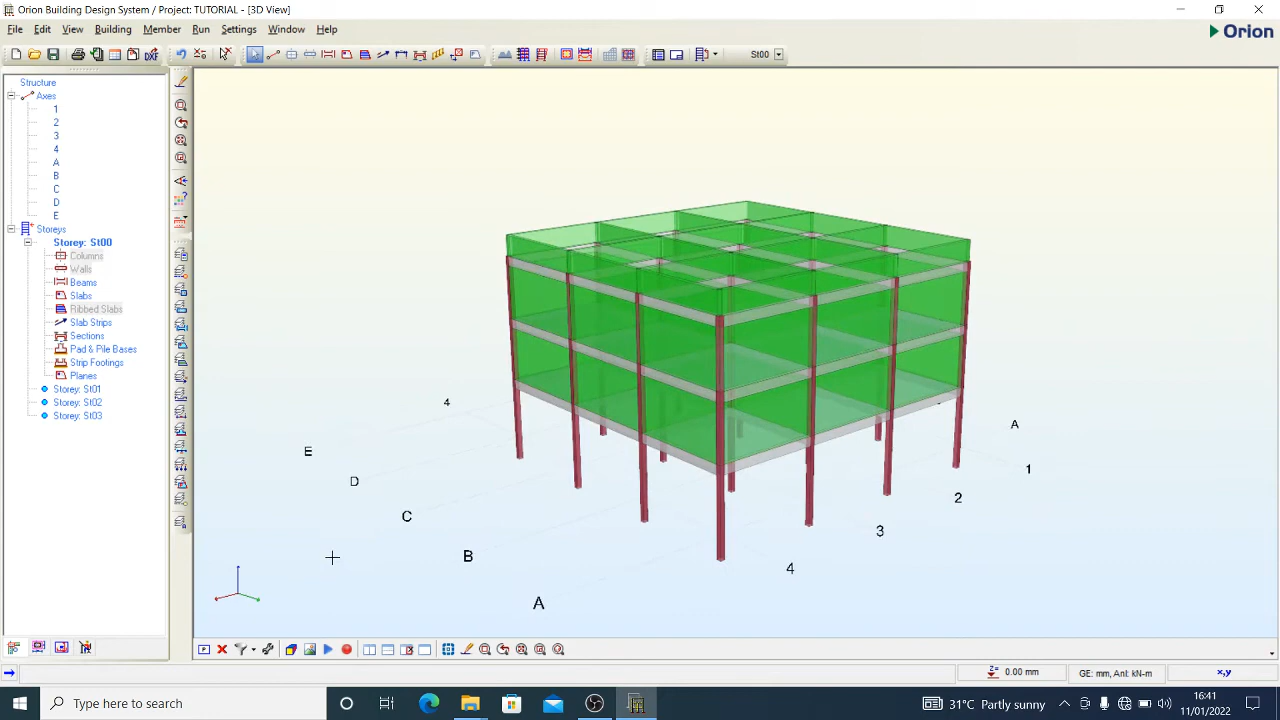 Orion Building Design System / Project: TUTORIAL - [3D View]
File Edit View Building Member Run Settings Window Help
Orion
DXF
St00
Structure
Axes
1
2
3
4
A
B
C
D
E
Storeys
Storey: St00
Columns
Walls
Beams
Slabs
Ribbed Slabs
Slab Strips
Sections
Pad & Pile Bases
Strip Footings
Planes
Storey: St01
Storey: St02
Storey: St03
4
A
E
1
D
2
C
3
B
4
A
0.00 mm
GE: mm, Anl: kN-m
x,y
Type here to search
31°C Partly sunny
16:41
11/01/2022